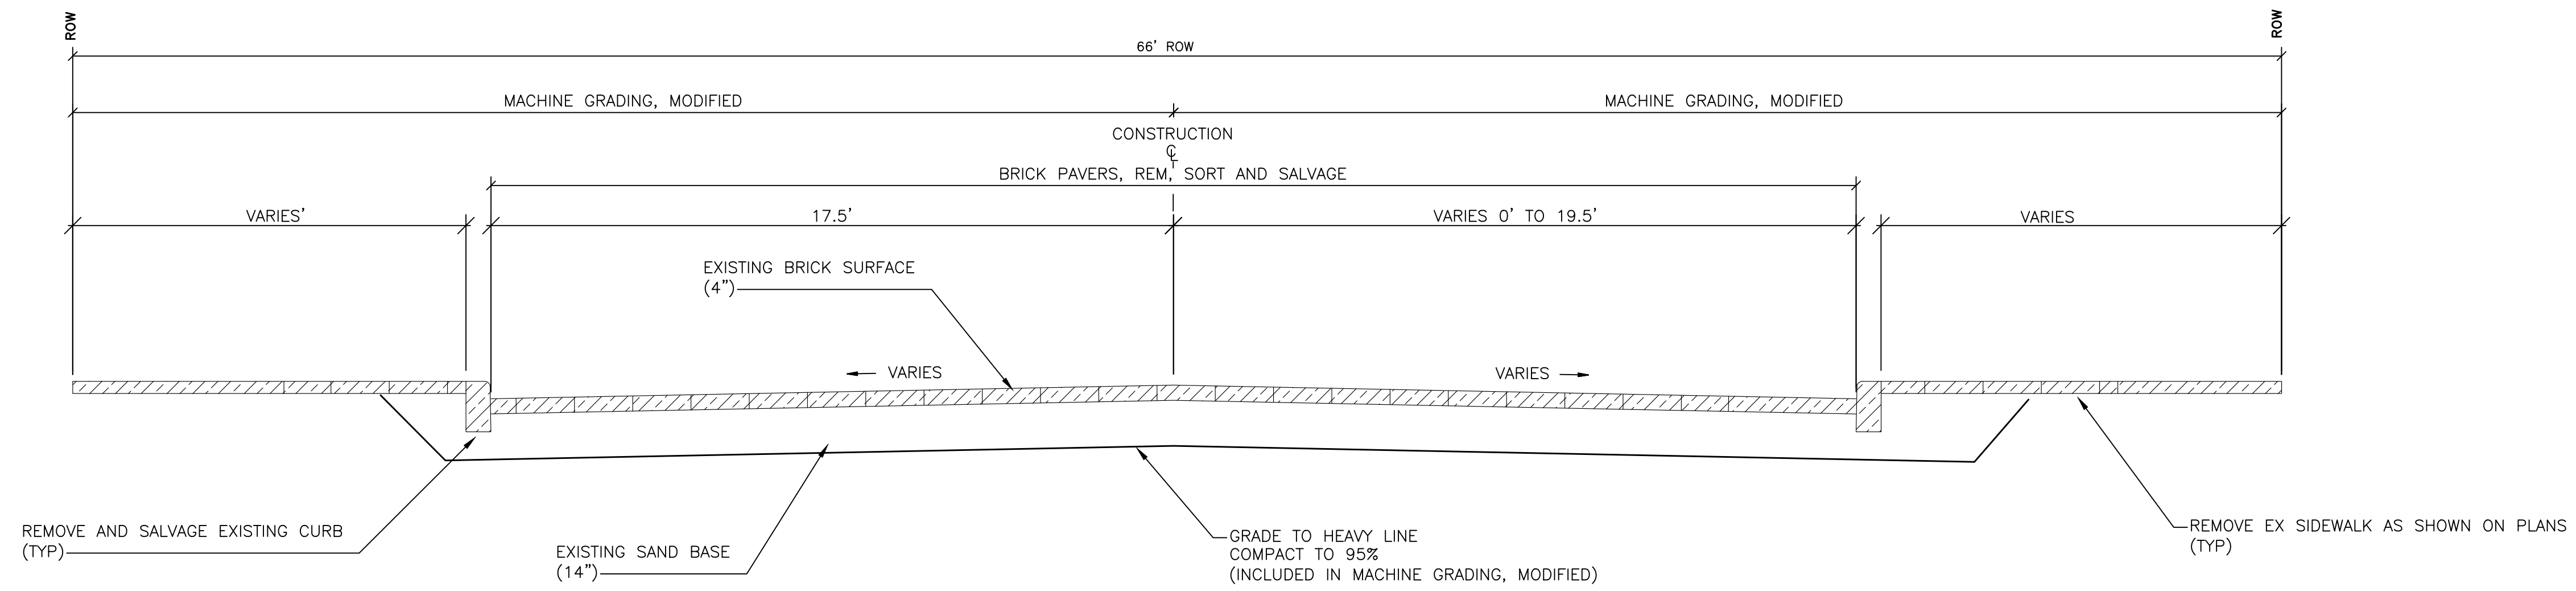 ROW
ROW
66' ROW
MACHINE GRADING, MODIFIED
MACHINE GRADING, MODIFIED
CONSTRUCTION
℄
BRICK PAVERS, REM, SORT AND SALVAGE
VARIES'
17.5'
VARIES 0' TO 19.5'
VARIES
EXISTING BRICK SURFACE
(4")
VARIES
VARIES
REMOVE AND SALVAGE EXISTING CURB
(TYP)
EXISTING SAND BASE
(14")
GRADE TO HEAVY LINE
COMPACT TO 95%
(INCLUDED IN MACHINE GRADING, MODIFIED)
REMOVE EX SIDEWALK AS SHOWN ON PLANS
(TYP)